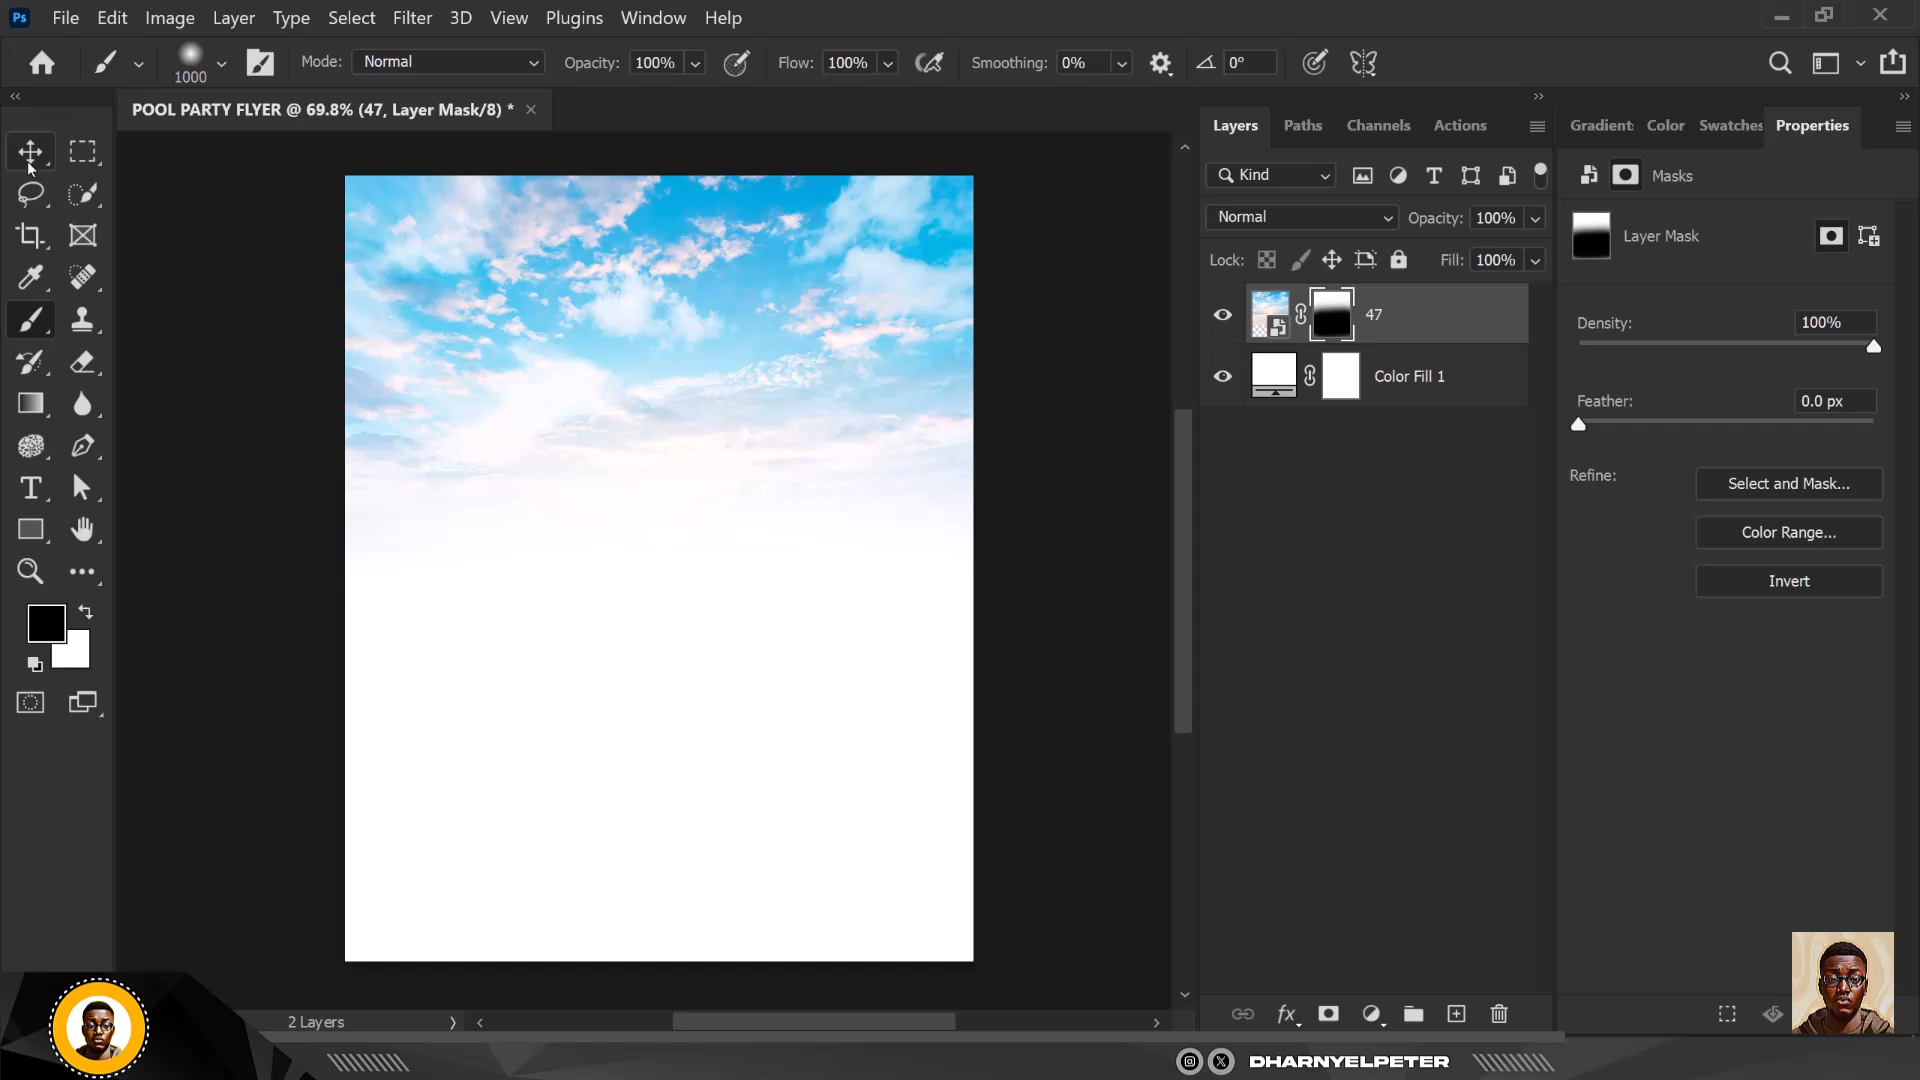 Ps File Edit Image Layer Type Select Filter 3D View Plugins Window Help
1000 Mode: Normal Opacity: 100% Flow: 100% Smoothing: 0% 0°
POOL PARTY FLYER @ 69.8% (47, Layer Mask/8) * ×
Layers Paths Channels Actions
Gradient Color Swatches Properties
Kind
Masks
Normal Opacity: 100%
Layer Mask
Lock: Fill: 100%
47
Density: 100%
Color Fill 1
Feather: 0.0 px
Refine: Select and Mask...
Color Range...
Invert
2 Layers
DHARNYELPETER